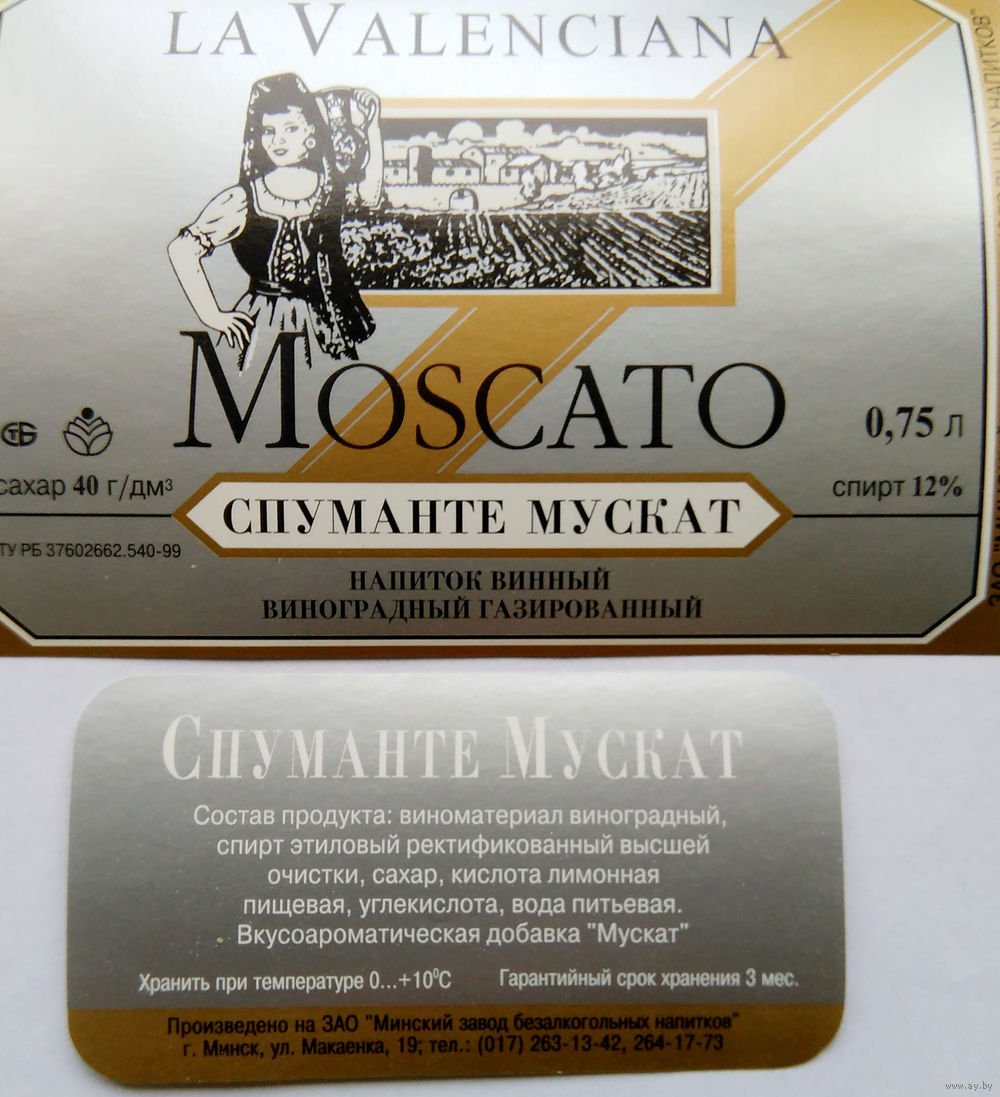 LA VALENCIANA
MOSCATO
СТБ
0,75 л
сахар 40 г/дм³
спирт 12%
СПУМАНТЕ МУСКАТ
ТУ РБ 37602662.540-99
НАПИТОК ВИННЫЙ
ВИНОГРАДНЫЙ ГАЗИРОВАННЫЙ
НАПИТКОВ"
СПУМАНТЕ МУСКАТ
Состав продукта: виноматериал виноградный,
спирт этиловый ректификованный высшей
очистки, сахар, кислота лимонная
пищевая, углекислота, вода питьевая.
Вкусоароматическая добавка "Мускат"
Хранить при температуре 0...+10⁰С
Гарантийный срок хранения 3 мес.
Произведено на ЗАО "Минский завод безалкогольных напитков"
г. Минск, ул. Макаенка, 19; тел.: (017) 263-13-42, 264-17-73
www.ay.by